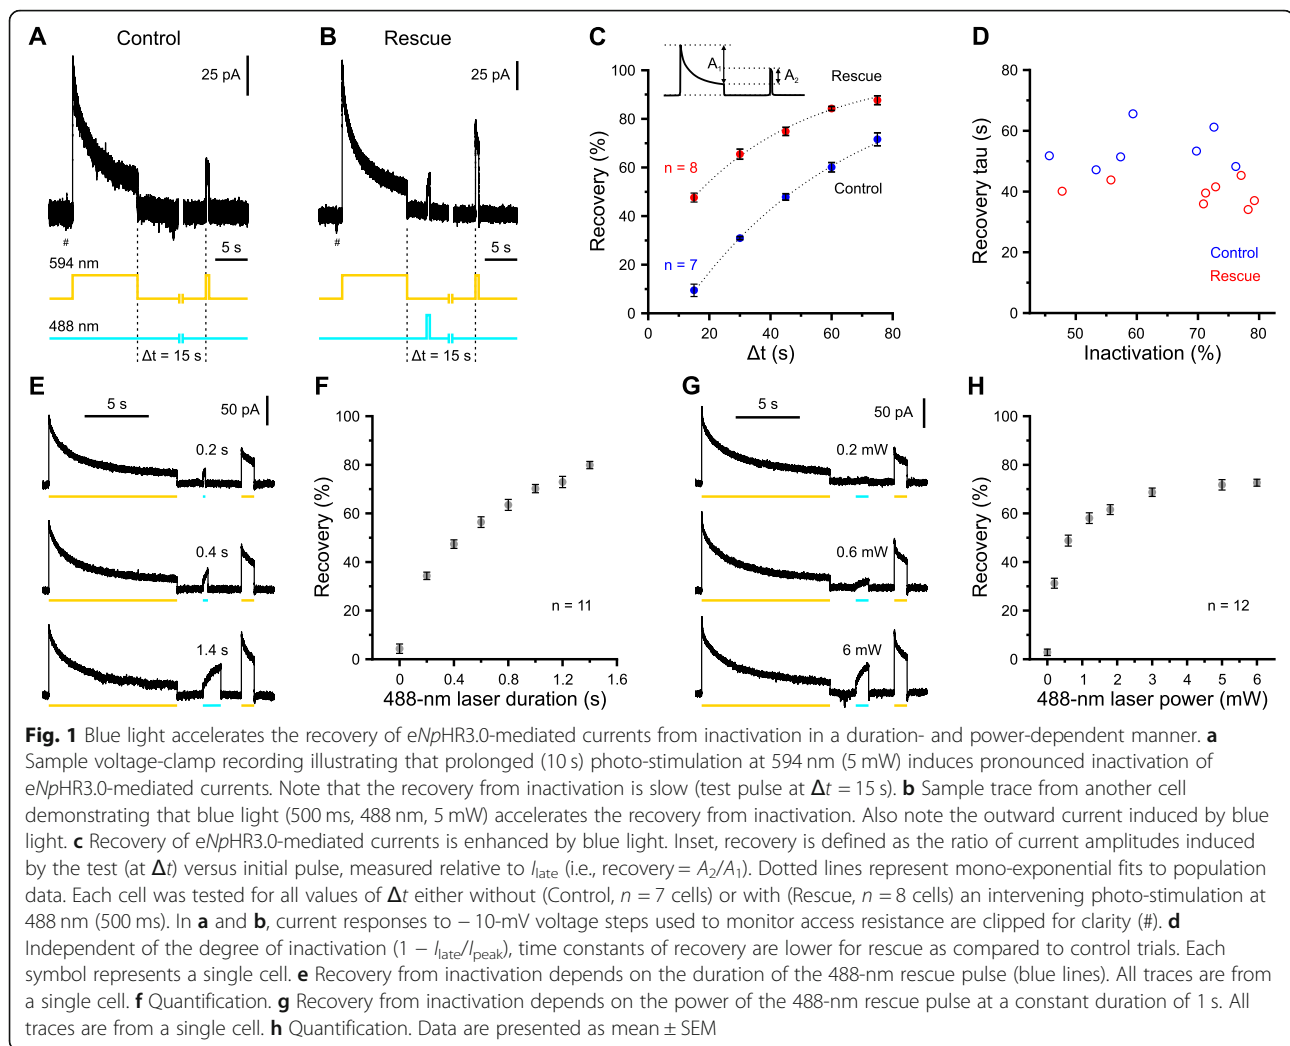 A
Control
25 pA
#
5 s
594 nm
488 nm
Δt = 15 s
B
Rescue
25 pA
#
5 s
Δt = 15 s
C
A1
A2
Rescue
Control
n = 8
n = 7
Recovery (%)
100
80
60
40
20
0
0 20 40 60 80
Δt (s)
D
Recovery tau (s)
80
60
40
20
0
Control
Rescue
50 60 70 80
Inactivation (%)
E
5 s
50 pA
0.2 s
0.4 s
1.4 s
F
Recovery (%)
100
80
60
40
20
0
n = 11
0 0.4 0.8 1.2 1.6
488-nm laser duration (s)
G
5 s
50 pA
0.2 mW
0.6 mW
6 mW
H
Recovery (%)
100
80
60
40
20
0
n = 12
0 1 2 3 4 5 6
488-nm laser power (mW)
Fig. 1 Blue light accelerates the recovery of eNpHR3.0-mediated currents from inactivation in a duration- and power-dependent manner. a
Sample voltage-clamp recording illustrating that prolonged (10 s) photo-stimulation at 594 nm (5 mW) induces pronounced inactivation of
eNpHR3.0-mediated currents. Note that the recovery from inactivation is slow (test pulse at Δt = 15 s). b Sample trace from another cell
demonstrating that blue light (500 ms, 488 nm, 5 mW) accelerates the recovery from inactivation. Also note the outward current induced by blue
light. c Recovery of eNpHR3.0-mediated currents is enhanced by blue light. Inset, recovery is defined as the ratio of current amplitudes induced
by the test (at Δt) versus initial pulse, measured relative to Ilate (i.e., recovery = A2/A1). Dotted lines represent mono-exponential fits to population
data. Each cell was tested for all values of Δt either without (Control, n = 7 cells) or with (Rescue, n = 8 cells) an intervening photo-stimulation at
488 nm (500 ms). In a and b, current responses to − 10-mV voltage steps used to monitor access resistance are clipped for clarity (#). d
Independent of the degree of inactivation (1 − Ilate/Ipeak), time constants of recovery are lower for rescue as compared to control trials. Each
symbol represents a single cell. e Recovery from inactivation depends on the duration of the 488-nm rescue pulse (blue lines). All traces are from
a single cell. f Quantification. g Recovery from inactivation depends on the power of the 488-nm rescue pulse at a constant duration of 1 s. All
traces are from a single cell. h Quantification. Data are presented as mean ± SEM